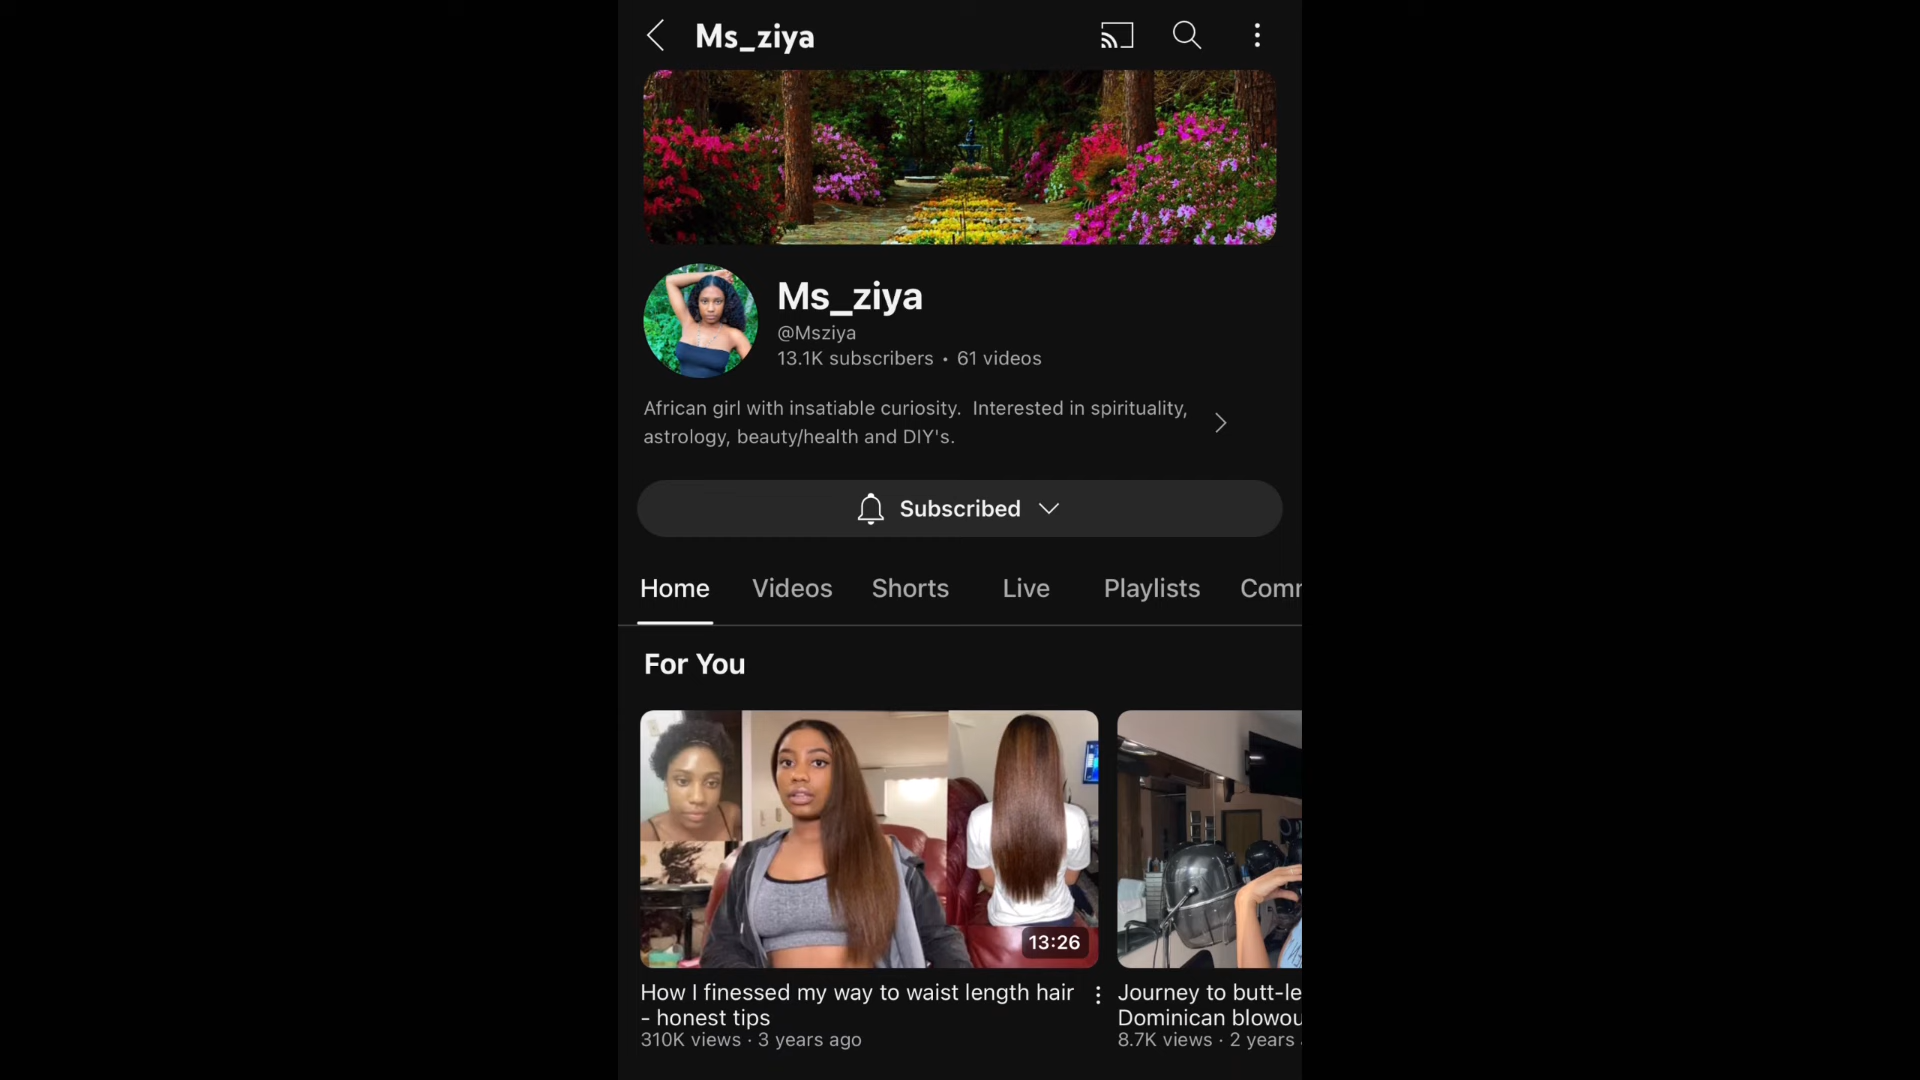 Ms_ziya
Ms_ziya
@Msziya
13.1K subscribers • 61 videos
African girl with insatiable curiosity. Interested in spirituality,
astrology, beauty/health and DIY's.
Subscribed
Home Videos Shorts Live Playlists Comm
For You
13:26
How I finessed my way to waist length hair
- honest tips
310K views · 3 years ago
Journey to butt-le
Dominican blowou
8.7K views · 2 years